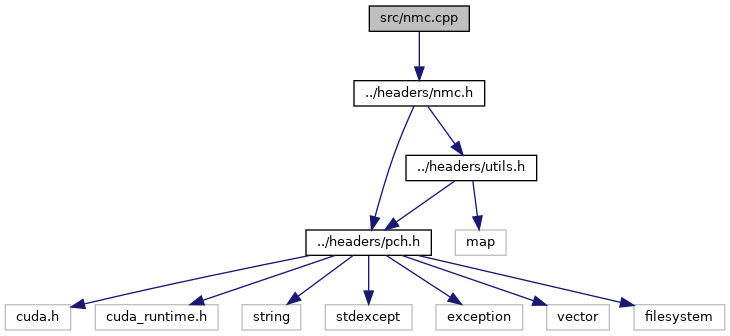 src/nmc.cpp
../headers/nmc.h
../headers/utils.h
../headers/pch.h
map
cuda.h
cuda_runtime.h
string
stdexcept
exception
vector
filesystem